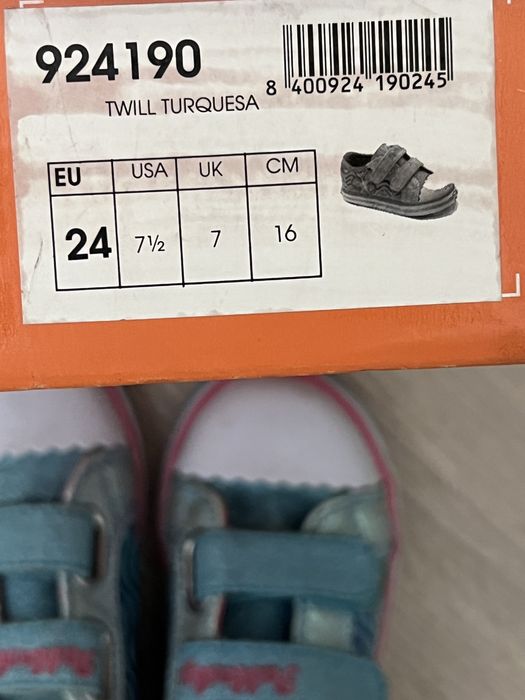 924190
TWILL TURQUESA
8 400924 190245
EU USA UK CM
24 7½ 7 16